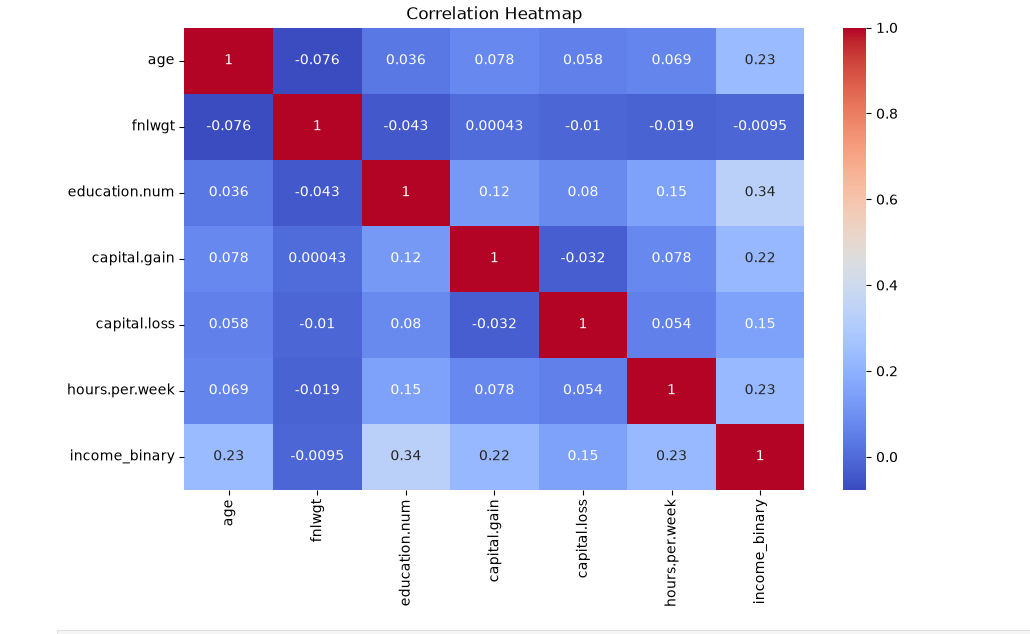 Correlation Heatmap
age 1 -0.076 0.036 0.078 0.058 0.069 0.23
fnlwgt -0.076 1 -0.043 0.00043 -0.01 -0.019 -0.0095
education.num 0.036 -0.043 1 0.12 0.08 0.15 0.34
capital.gain 0.078 0.00043 0.12 1 -0.032 0.078 0.22
capital.loss 0.058 -0.01 0.08 -0.032 1 0.054 0.15
hours.per.week 0.069 -0.019 0.15 0.078 0.054 1 0.23
income_binary 0.23 -0.0095 0.34 0.22 0.15 0.23 1
age
fnlwgt
education.num
capital.gain
capital.loss
hours.per.week
income_binary
1.0
0.8
0.6
0.4
0.2
0.0